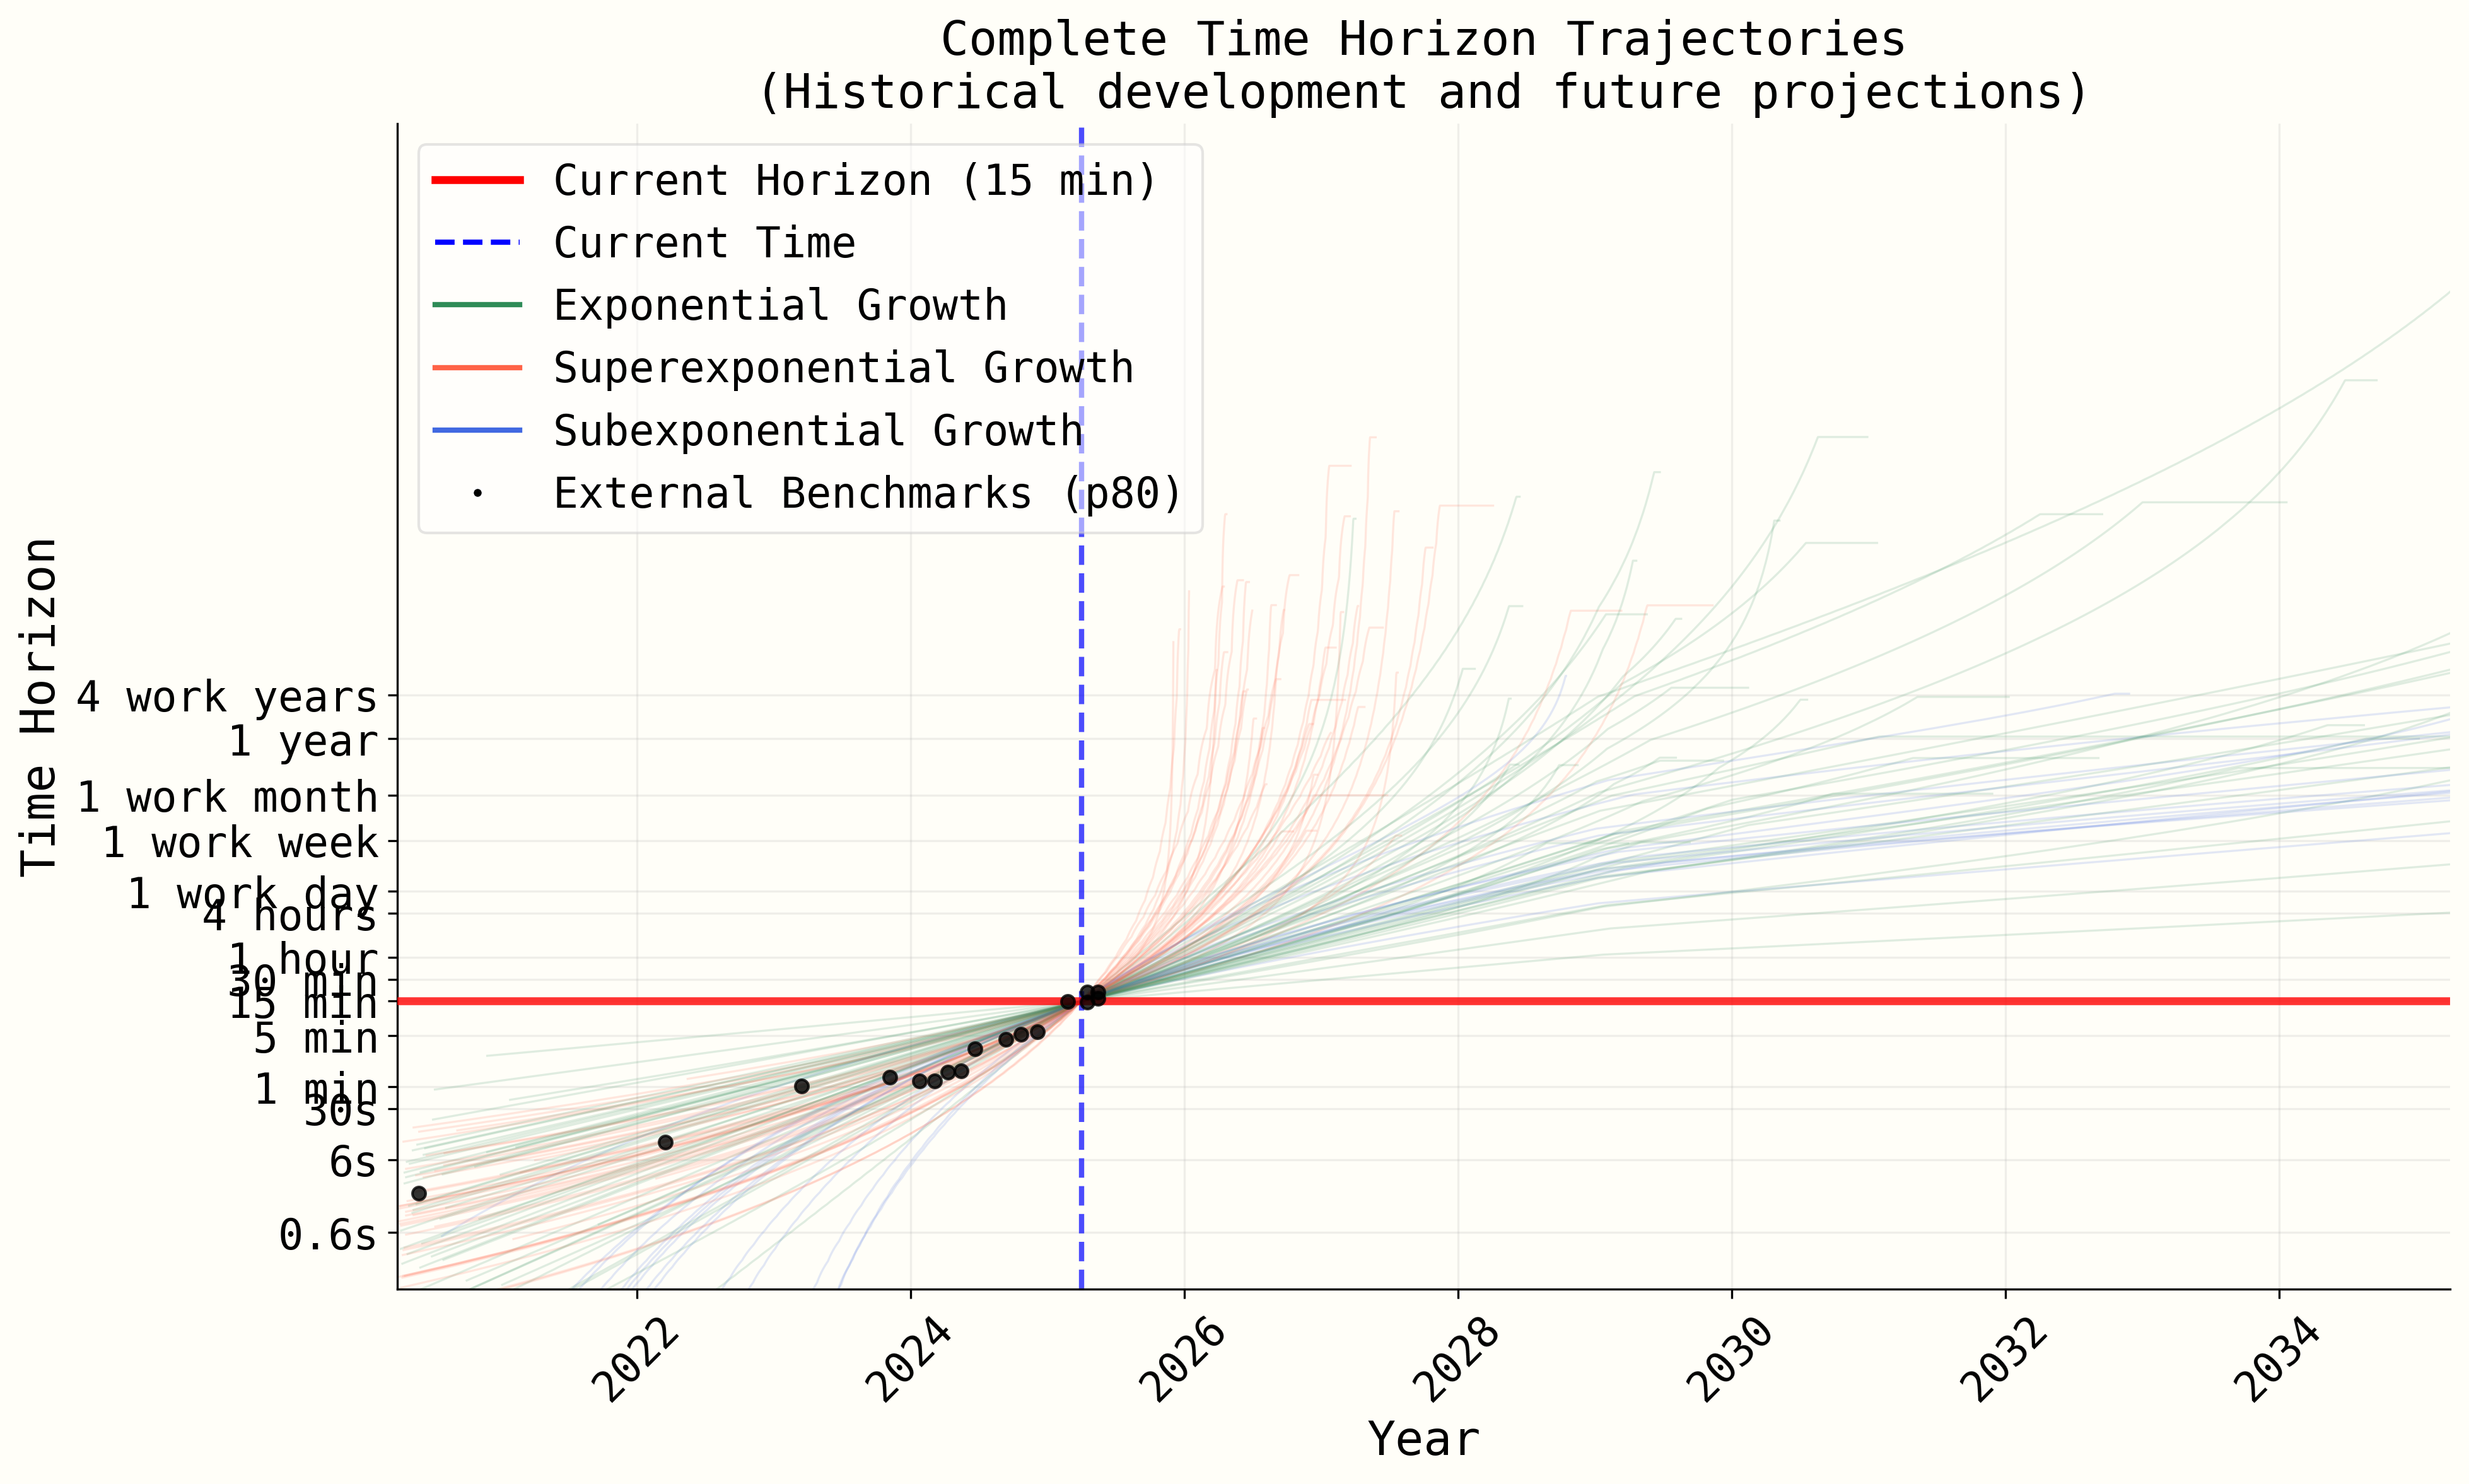 Complete Time Horizon Trajectories
(Historical development and future projections)
Current Horizon (15 min)
Current Time
Exponential Growth
Superexponential Growth
Subexponential Growth
External Benchmarks (p80)
Time Horizon
4 work years
1 year
1 work month
1 work week
1 work day
4 hours
1 hour
30 min
15 min
5 min
1 min
30s
6s
0.6s
2022
2024
2026
2028
2030
2032
2034
Year